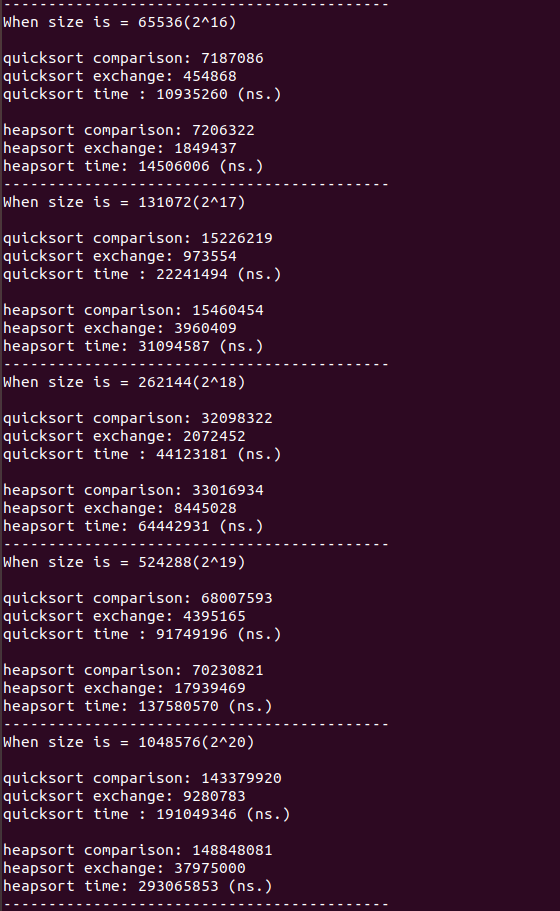 -------------------------------------------
When size is = 65536(2^16)
quicksort comparison: 7187086
quicksort exchange: 454868
quicksort time : 10935260 (ns.)
heapsort comparison: 7206322
heapsort exchange: 1849437
heapsort time: 14506006 (ns.)
-------------------------------------------
When size is = 131072(2^17)
quicksort comparison: 15226219
quicksort exchange: 973554
quicksort time : 22241494 (ns.)
heapsort comparison: 15460454
heapsort exchange: 3960409
heapsort time: 31094587 (ns.)
-------------------------------------------
When size is = 262144(2^18)
quicksort comparison: 32098322
quicksort exchange: 2072452
quicksort time : 44123181 (ns.)
heapsort comparison: 33016934
heapsort exchange: 8445028
heapsort time: 64442931 (ns.)
-------------------------------------------
When size is = 524288(2^19)
quicksort comparison: 68007593
quicksort exchange: 4395165
quicksort time : 91749196 (ns.)
heapsort comparison: 70230821
heapsort exchange: 17939469
heapsort time: 137580570 (ns.)
-------------------------------------------
When size is = 1048576(2^20)
quicksort comparison: 143379920
quicksort exchange: 9280783
quicksort time : 191049346 (ns.)
heapsort comparison: 148848081
heapsort exchange: 37975000
heapsort time: 293065853 (ns.)
-------------------------------------------